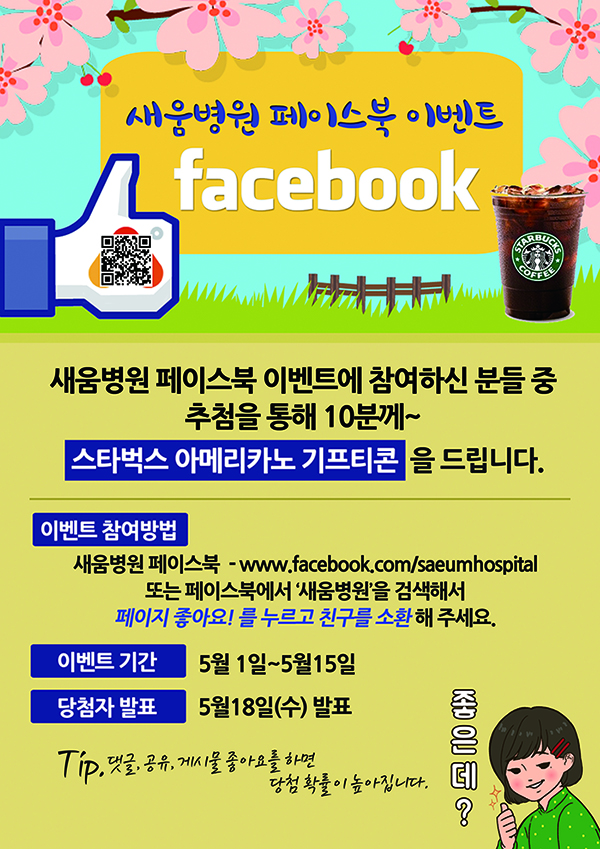 새움병원 페이스북 이벤트
facebook
STARBUCKS
COFFEE
새움병원 페이스북 이벤트에 참여하신 분들 중
추첨을 통해 10분께~
스타벅스 아메리카노 기프티콘 을 드립니다.
이벤트 참여방법
새움병원 페이스북 - www.facebook.com/saeumhospital
또는 페이스북에서 ‘새움병원’을 검색해서
페이지 좋아요! 를 누르고 친구를 소환 해 주세요.
이벤트 기간 5월 1일~5월15일
당첨자 발표 5월18일(수) 발표
Tip. 댓글, 공유, 게시물 좋아요를 하면
당첨 확률이 높아집니다.
좋은데?